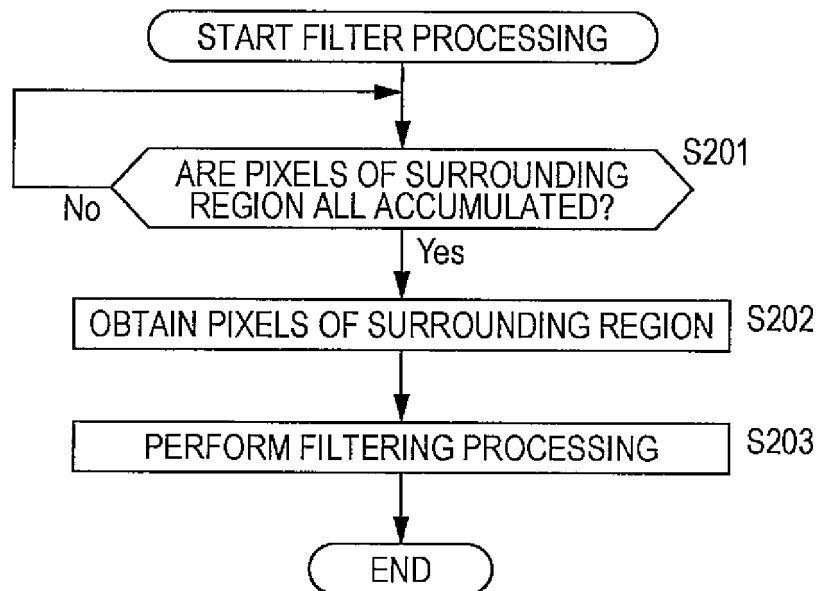 START FILTER PROCESSING
S201
ARE PIXELS OF SURROUNDING
REGION ALL ACCUMULATED?
No
Yes
OBTAIN PIXELS OF SURROUNDING REGION
S202
PERFORM FILTERING PROCESSING
S203
END